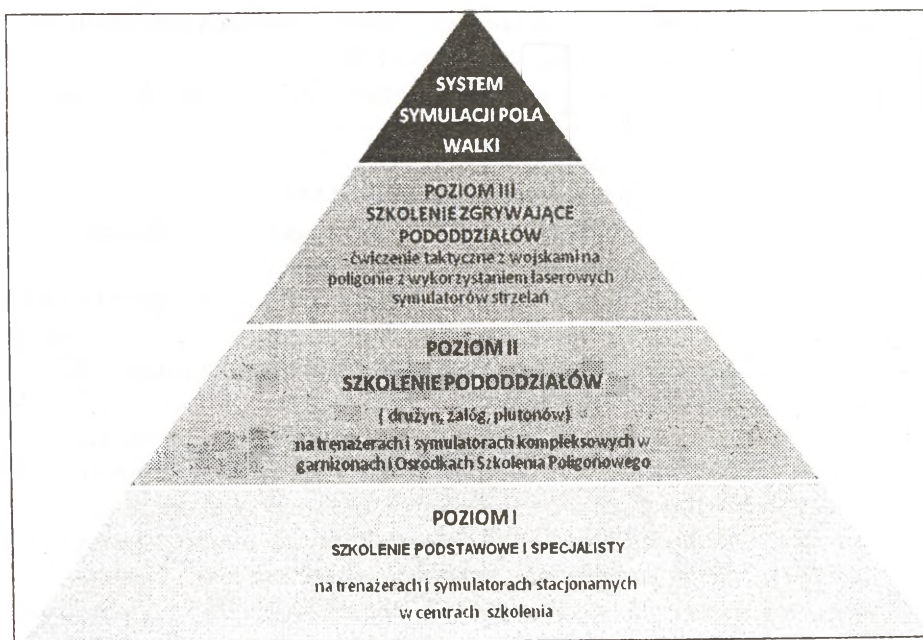 SYSTEM
SYMULACJI POLA
WALKI
POZIOM III
SZKOLENIE ZGRYWAJĄCE
PODODDZIAŁÓW
- ćwiczenie taktyczne z wojskami na
poligonie z wykorzystaniem laserowych
symulatorów strzelań
POZIOM II
SZKOLENIE PODODDZIAŁÓW
( drużyn, załóg, plutonów)
na trenażerach i symulatorach kompleksowych w
garnizonach i Ośrodkach Szkolenia Poligonowego
POZIOM I
SZKOLENIE PODSTAWOWE I SPECJALISTY
na trenażerach i symulatorach stacjonarnych
w centrach szkolenia